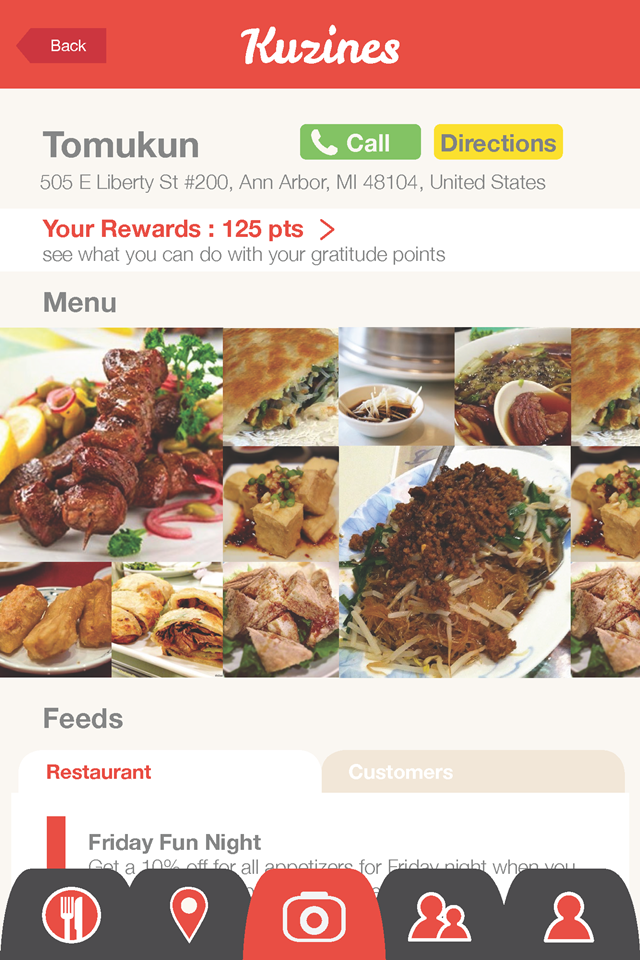 Back
Kuzines
Tomukun
Call
Directions
505 E Liberty St #200, Ann Arbor, MI 48104, United States
Your Rewards : 125 pts >
see what you can do with your gratitude points
Menu
Feeds
Restaurant
Customers
Friday Fun Night
Get a 10% off for all appetizers for Friday night when you